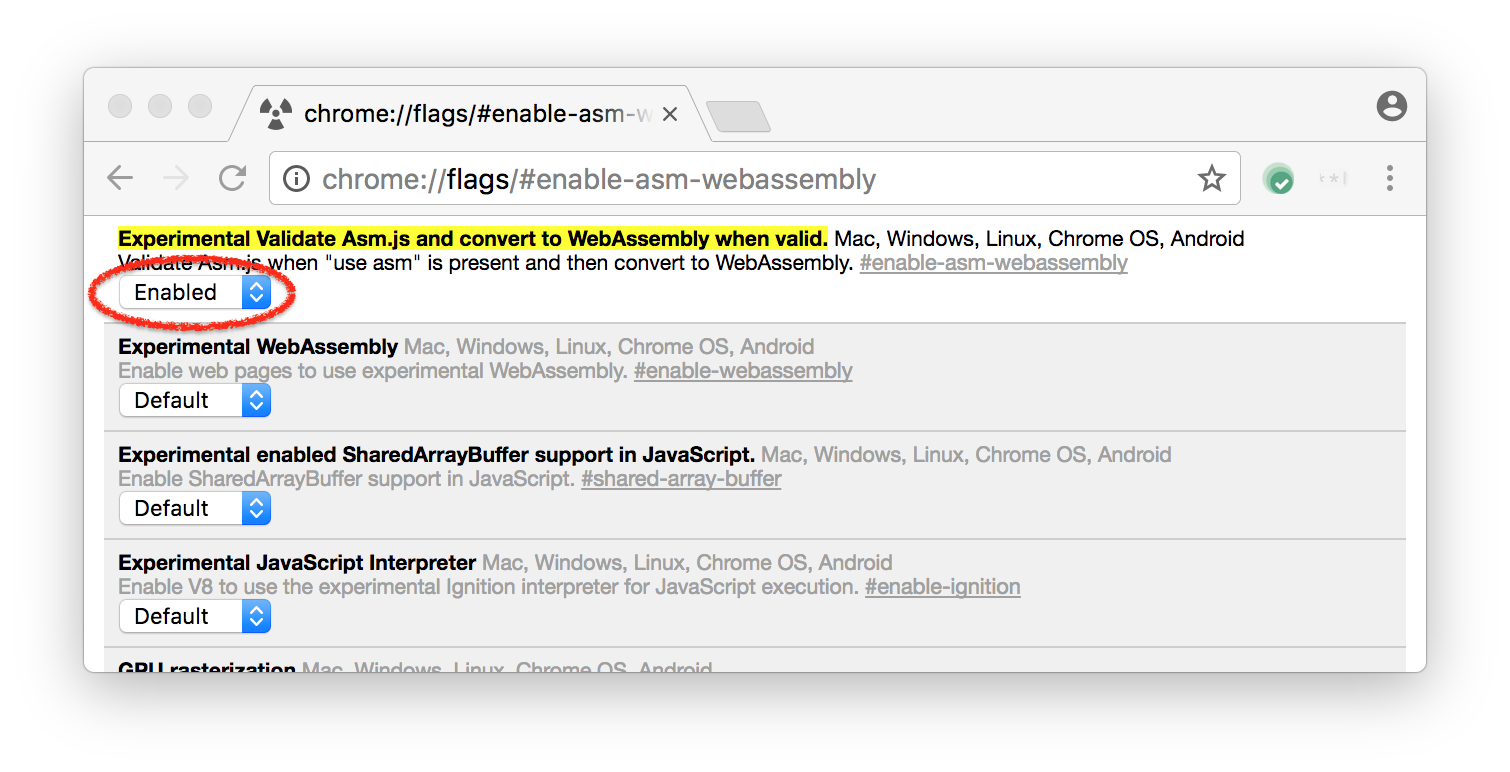 chrome://flags/#enable-asm-w
chrome://flags/#enable-asm-webassembly
Experimental Validate Asm.js and convert to WebAssembly when valid. Mac, Windows, Linux, Chrome OS, Android
Validate Asm.js when "use asm" is present and then convert to WebAssembly. #enable-asm-webassembly
Enabled
Experimental WebAssembly Mac, Windows, Linux, Chrome OS, Android
Enable web pages to use experimental WebAssembly. #enable-webassembly
Default
Experimental enabled SharedArrayBuffer support in JavaScript. Mac, Windows, Linux, Chrome OS, Android
Enable SharedArrayBuffer support in JavaScript. #shared-array-buffer
Default
Experimental JavaScript Interpreter Mac, Windows, Linux, Chrome OS, Android
Enable V8 to use the experimental Ignition interpreter for JavaScript execution. #enable-ignition
Default
GPU rasterization Mac, Windows, Linux, Chrome OS, Android